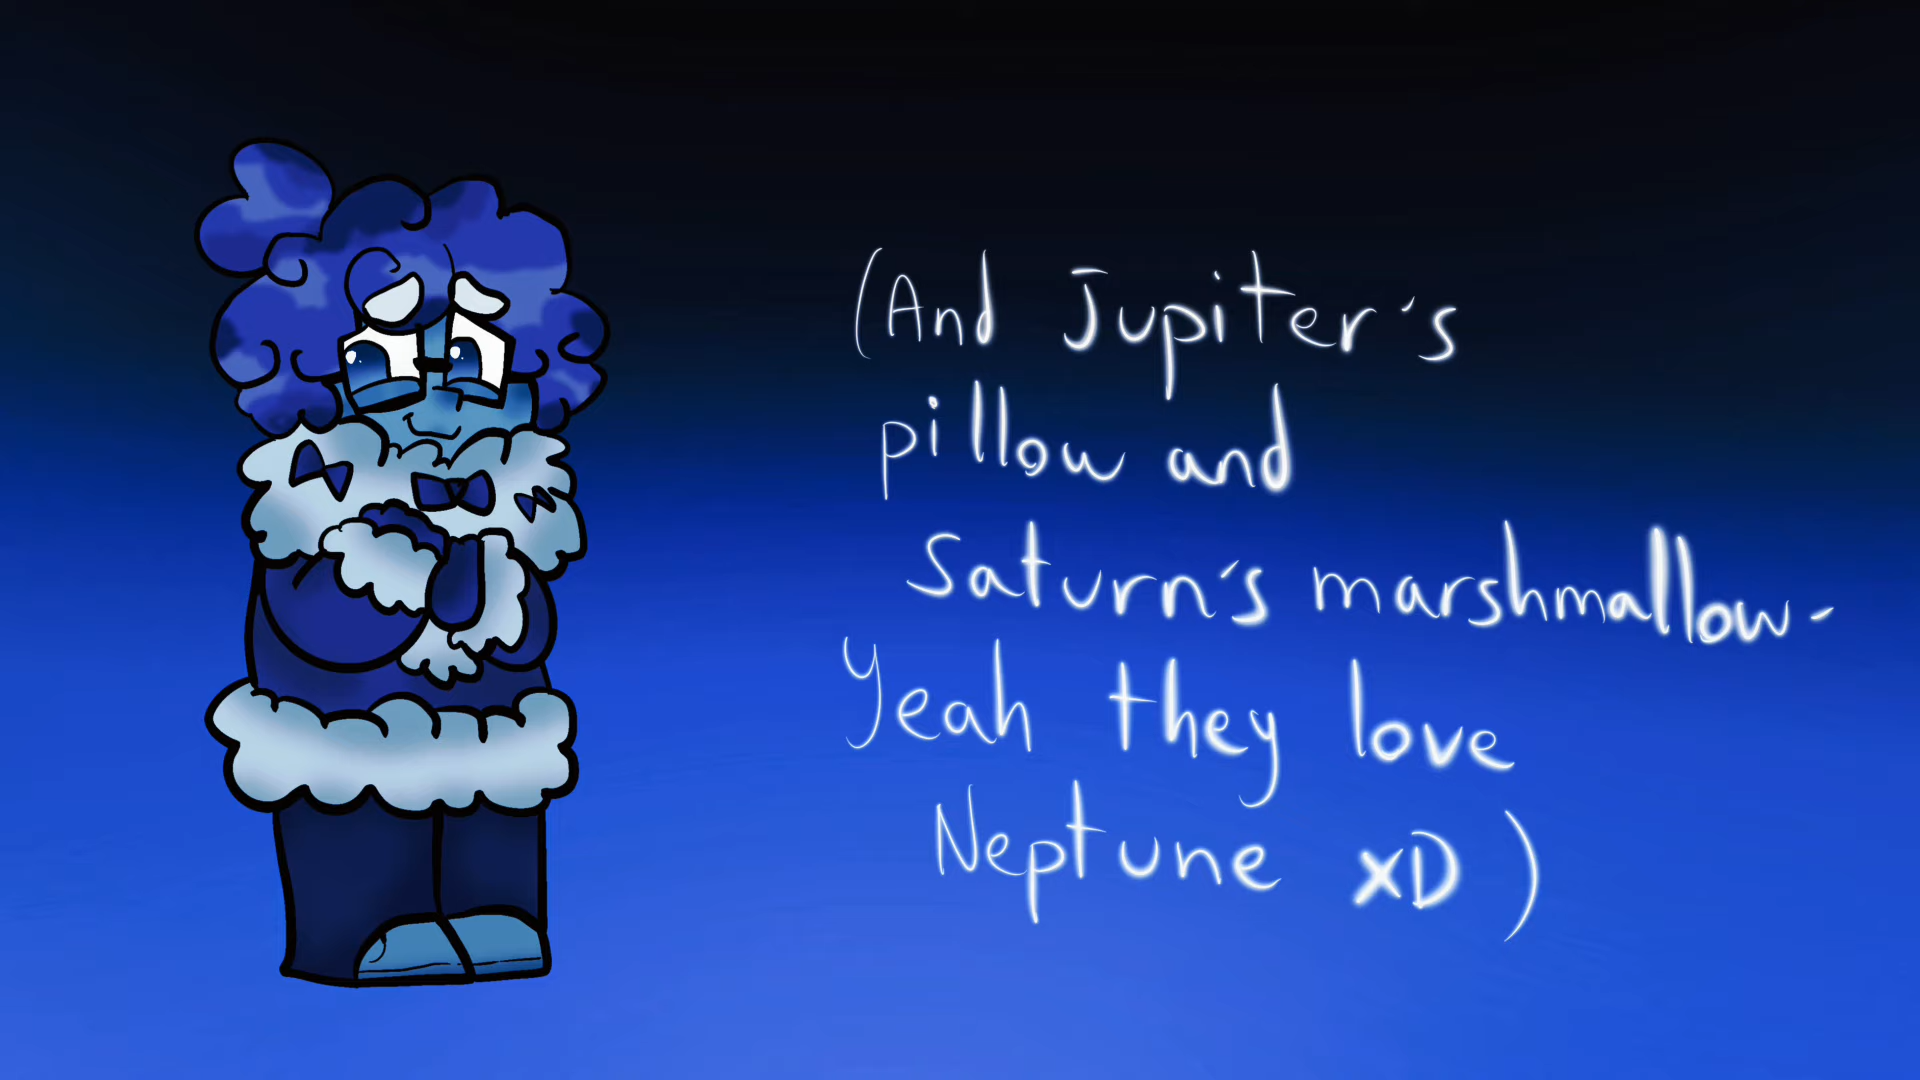 (And Jupiter's
pillow and
Saturn's marshmallow-
Yeah they love
Neptune xD)